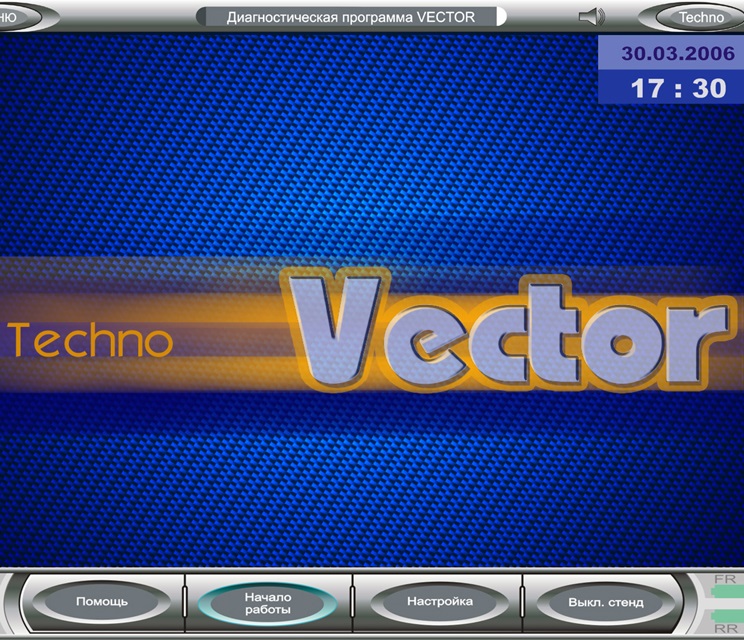 НЮ
Диагностическая программа VECTOR
Techno
30.03.2006
17 : 30
Techno
Vector
Помощь
Начало
работы
Настройка
Выкл. стенд
FR
RR